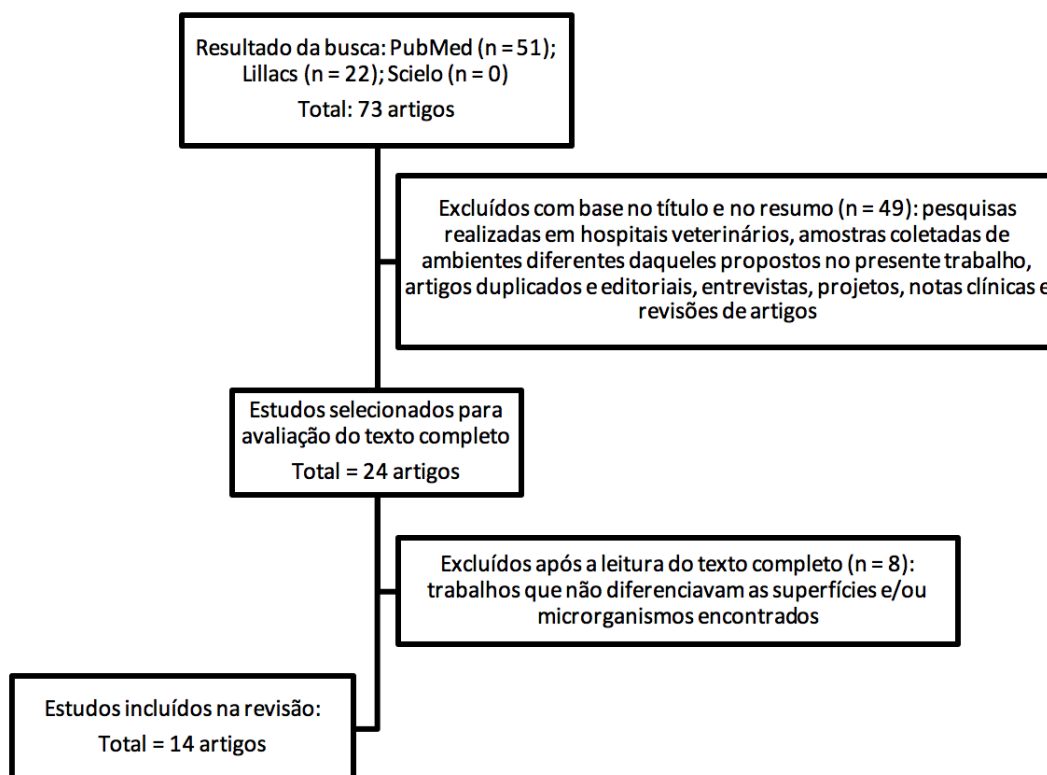 Resultado da busca: PubMed (n = 51);
Lillacs (n = 22); Scielo (n = 0)
Total: 73 artigos
Excluídos com base no título e no resumo (n = 49): pesquisas
realizadas em hospitais veterinários, amostras coletadas de
ambientes diferentes daqueles propostos no presente trabalho,
artigos duplicados e editoriais, entrevistas, projetos, notas clínicas e
revisões de artigos
Estudos selecionados para
avaliação do texto completo
Total = 24 artigos
Excluídos após a leitura do texto completo (n = 8):
trabalhos que não diferenciavam as superfícies e/ou
microrganismos encontrados
Estudos incluídos na revisão:
Total = 14 artigos